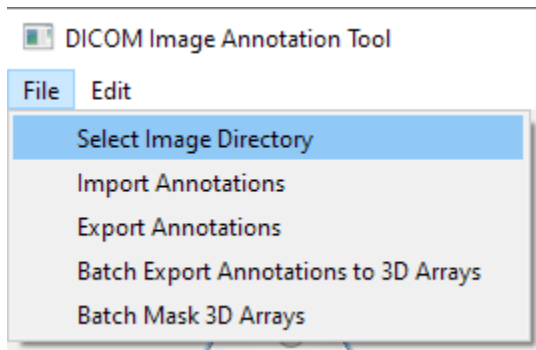 DICOM Image Annotation Tool
File Edit
Select Image Directory
Import Annotations
Export Annotations
Batch Export Annotations to 3D Arrays
Batch Mask 3D Arrays